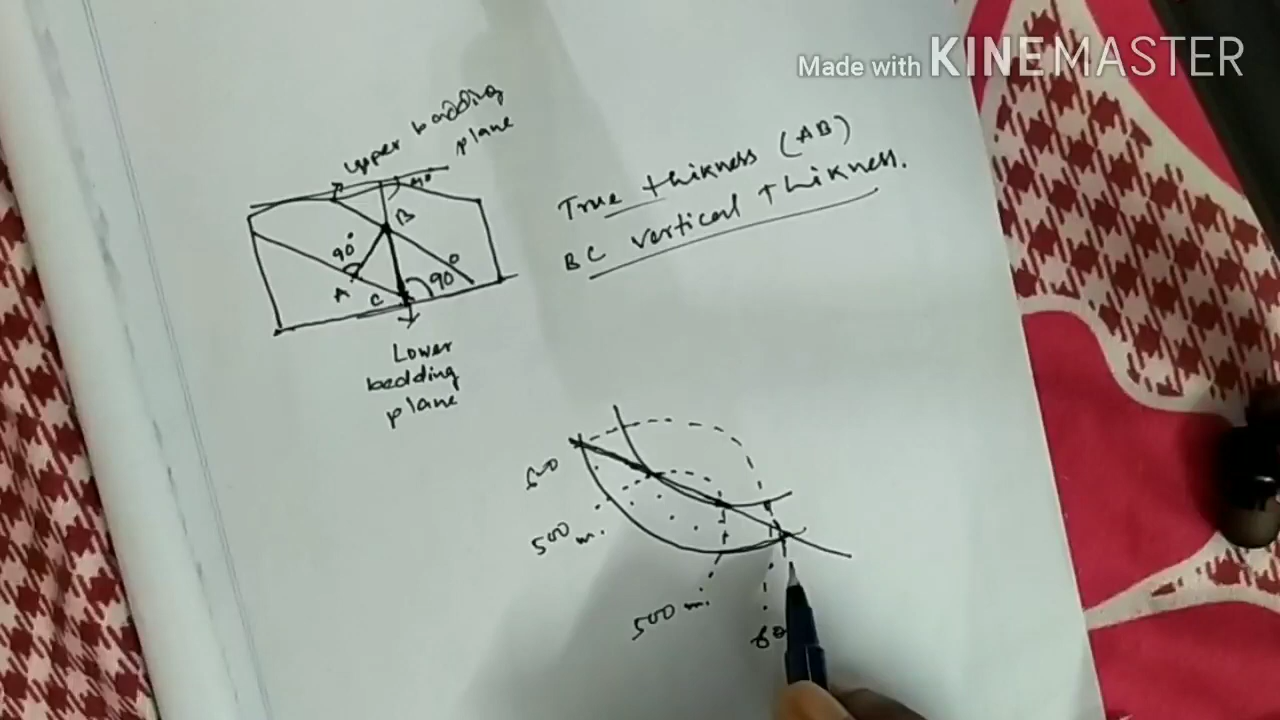 Made with KINEMASTER
upper bedding
plane
B
90°
A
C
90°
Lower
bedding
plane
True thikness (AB)
BC vertical thikness.
600
500
m.
500 m.